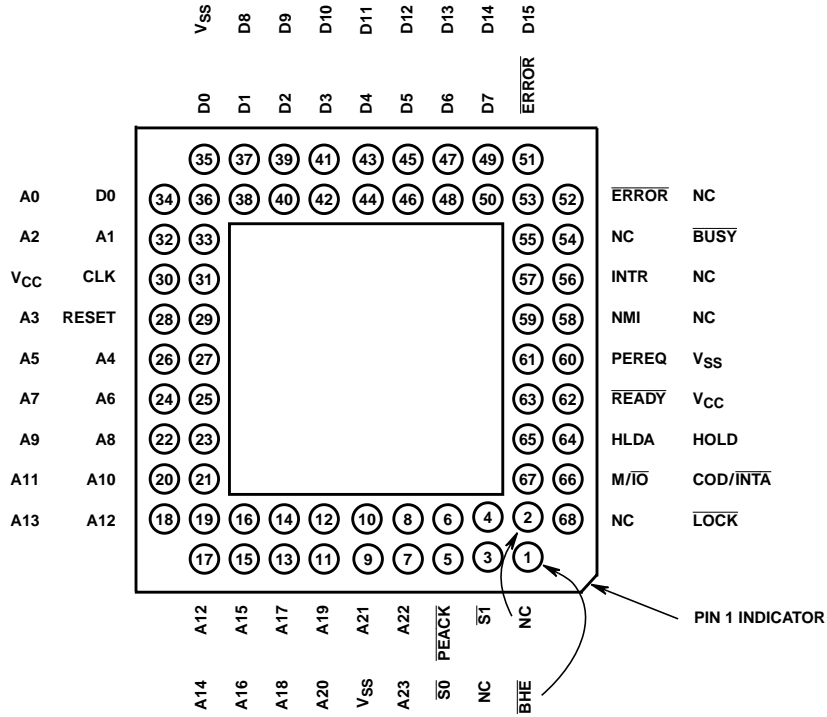 VSS D8 D9 D10 D11 D12 D13 D14 D15
D0 D1 D2 D3 D4 D5 D6 D7 ERROR
35 37 39 41 43 45 47 49 51
A0 D0 34 36 38 40 42 44 46 48 50 53 52 ERROR NC
A2 A1 32 33 55 54 NC BUSY
VCC CLK 30 31 57 56 INTR NC
A3 RESET 28 29 59 58 NMI NC
A5 A4 26 27 61 60 PEREQ VSS
A7 A6 24 25 63 62 READY VCC
A9 A8 22 23 65 64 HLDA HOLD
A11 A10 20 21 67 66 M/IO COD/INTA
A13 A12 18 19 16 14 12 10 8 6 4 2 68 NC LOCK
17 15 13 11 9 7 5 3 1
A12 A15 A17 A19 A21 A22 PEACK S1 NC
PIN 1 INDICATOR
A14 A16 A18 A20 VSS A23 S0 NC BHE